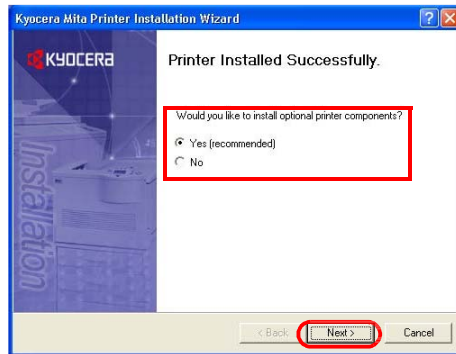 Kyocera Mita Printer Installation Wizard
KYOCERA
Printer Installed Successfully.
Would you like to install optional printer components?
Yes (recommended)
No
Installation
< Back
Next >
Cancel